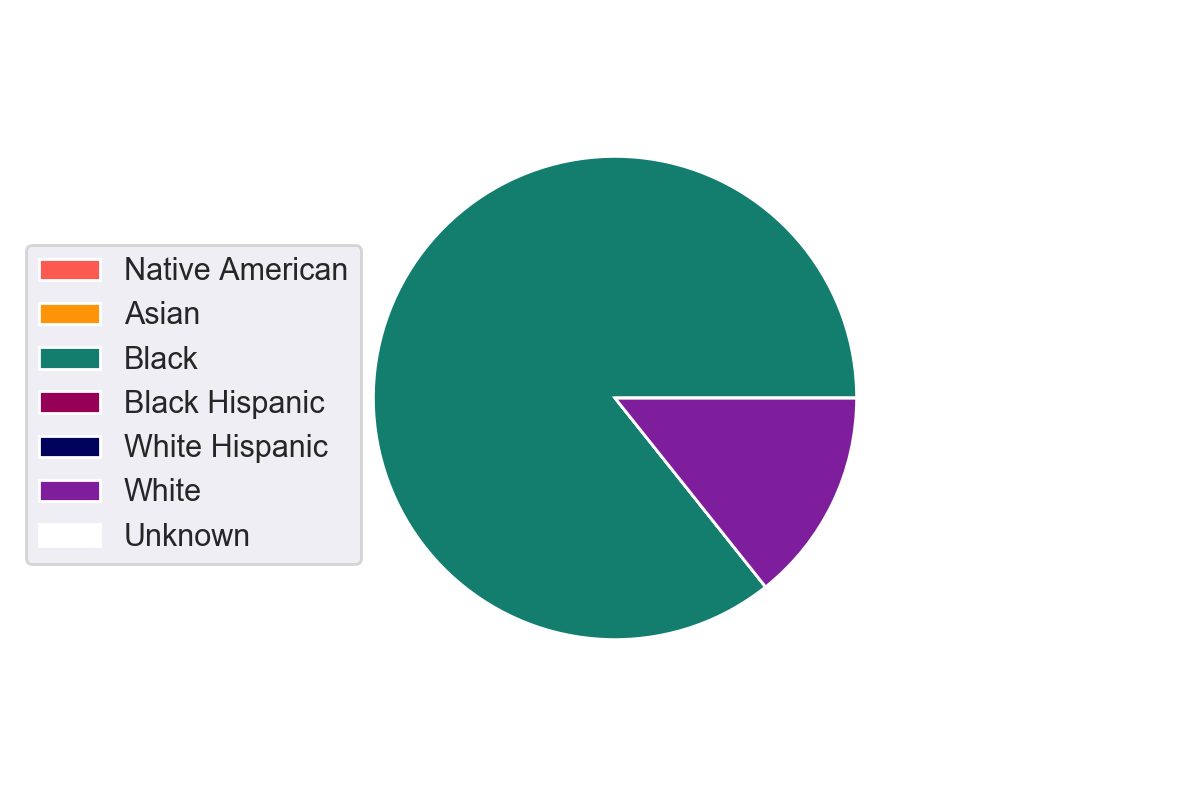 Native American
Asian
Black
Black Hispanic
White Hispanic
White
Unknown